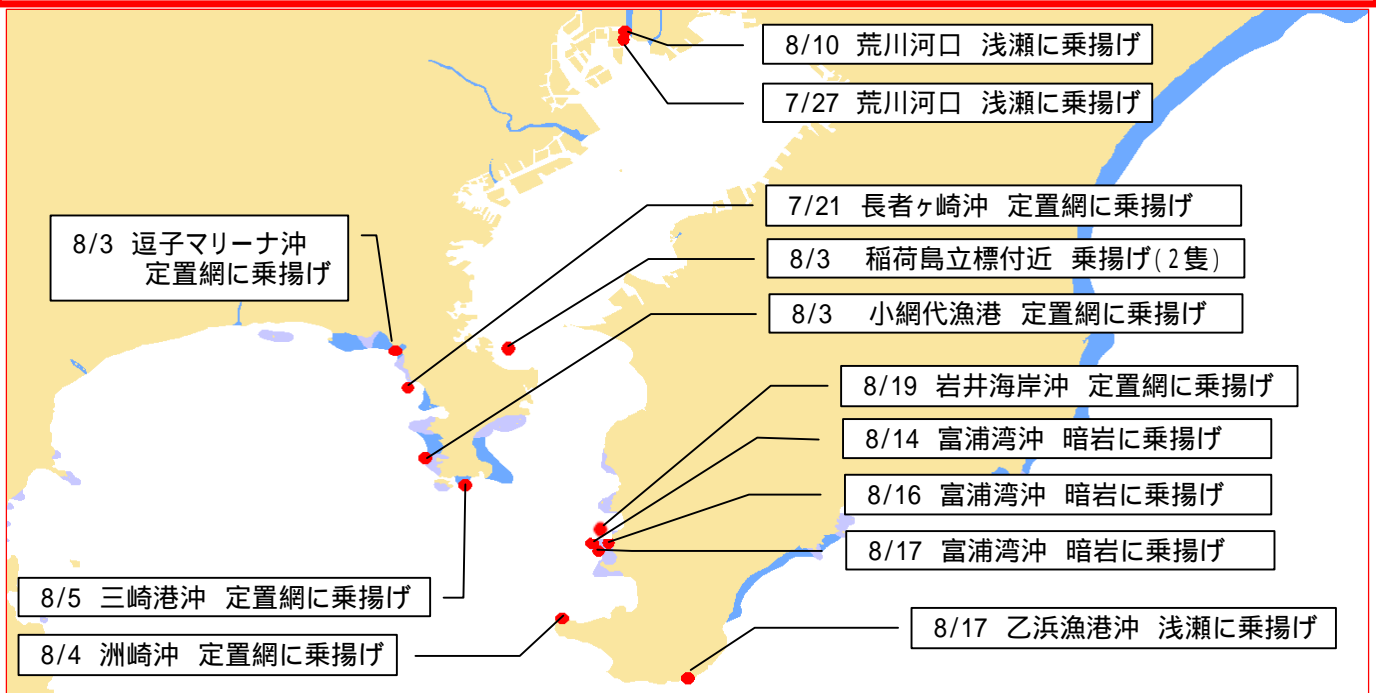 8/10 荒川河口 浅瀬に乗揚げ
7/27 荒川河口 浅瀬に乗揚げ
7/21 長者ヶ崎沖 定置網に乗揚げ
8/3 逗子マリーナ沖
定置網に乗揚げ
8/3 稲荷島立標付近 乗揚げ(2隻)
8/3 小網代漁港 定置網に乗揚げ
8/19 岩井海岸沖 定置網に乗揚げ
8/14 富浦湾沖 暗岩に乗揚げ
8/16 富浦湾沖 暗岩に乗揚げ
8/17 富浦湾沖 暗岩に乗揚げ
8/5 三崎港沖 定置網に乗揚げ
8/4 洲崎沖 定置網に乗揚げ
8/17 乙浜漁港沖 浅瀬に乗揚げ